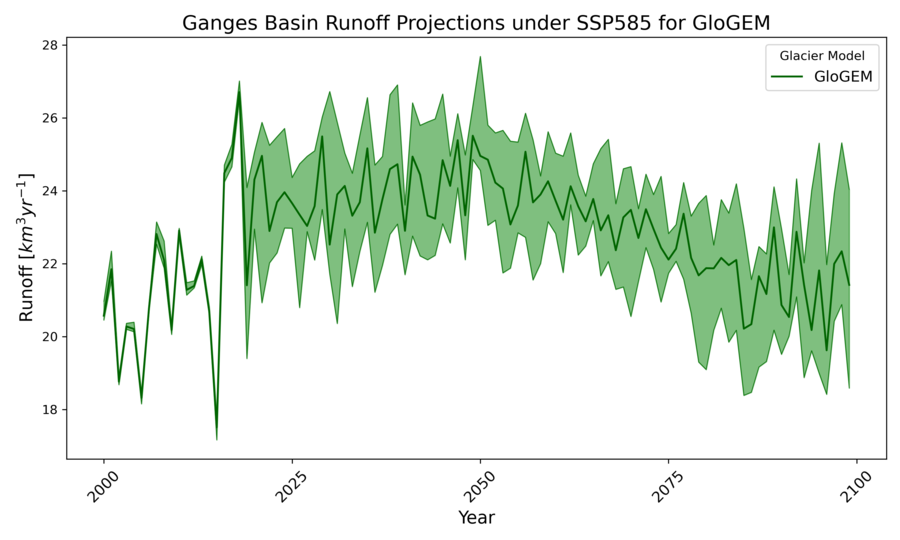 Ganges Basin Runoff Projections under SSP585 for GloGEM
Glacier Model
GloGEM
28
26
24
22
20
18
Runoff [km³yr⁻¹]
2000
2025
2050
2075
2100
Year